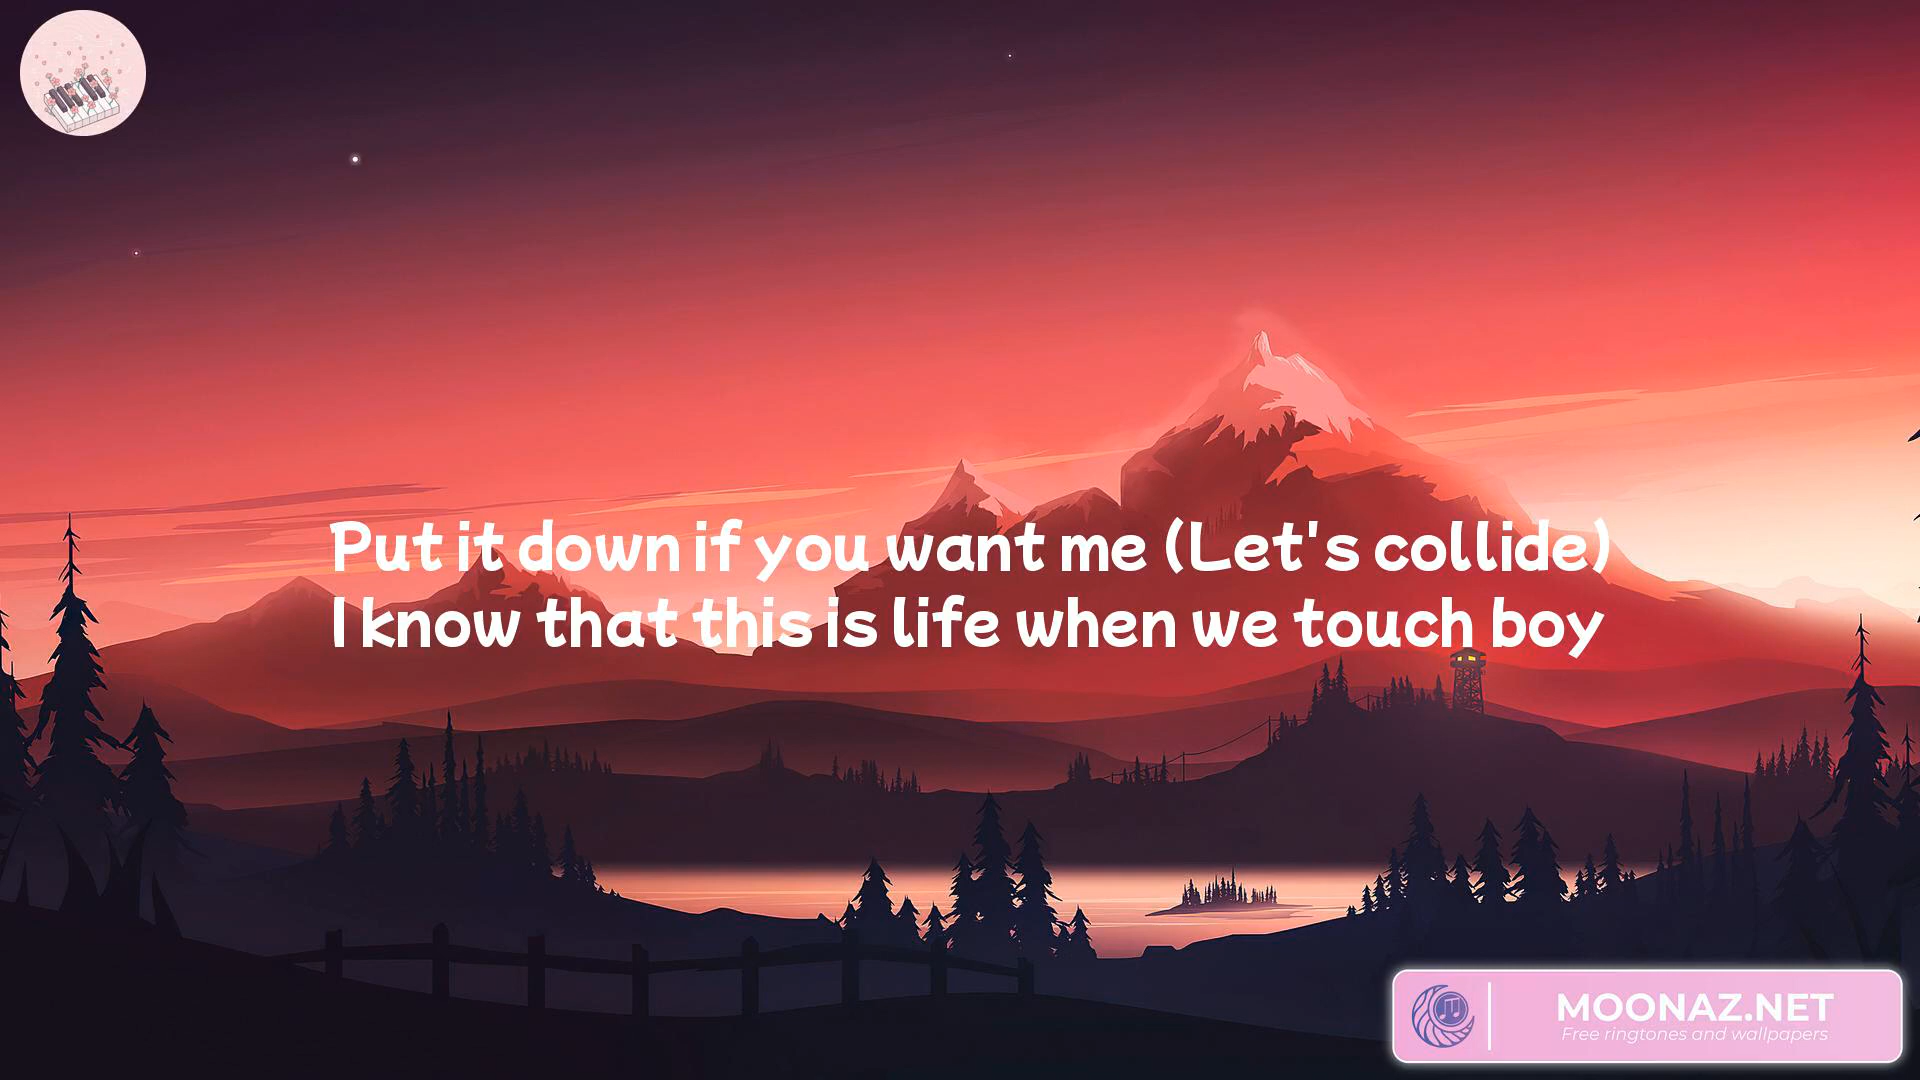 Put it down if you want me (Let's collide)
I know that this is life when we touch boy
MOONAZ.NET
Free ringtones and wallpapers